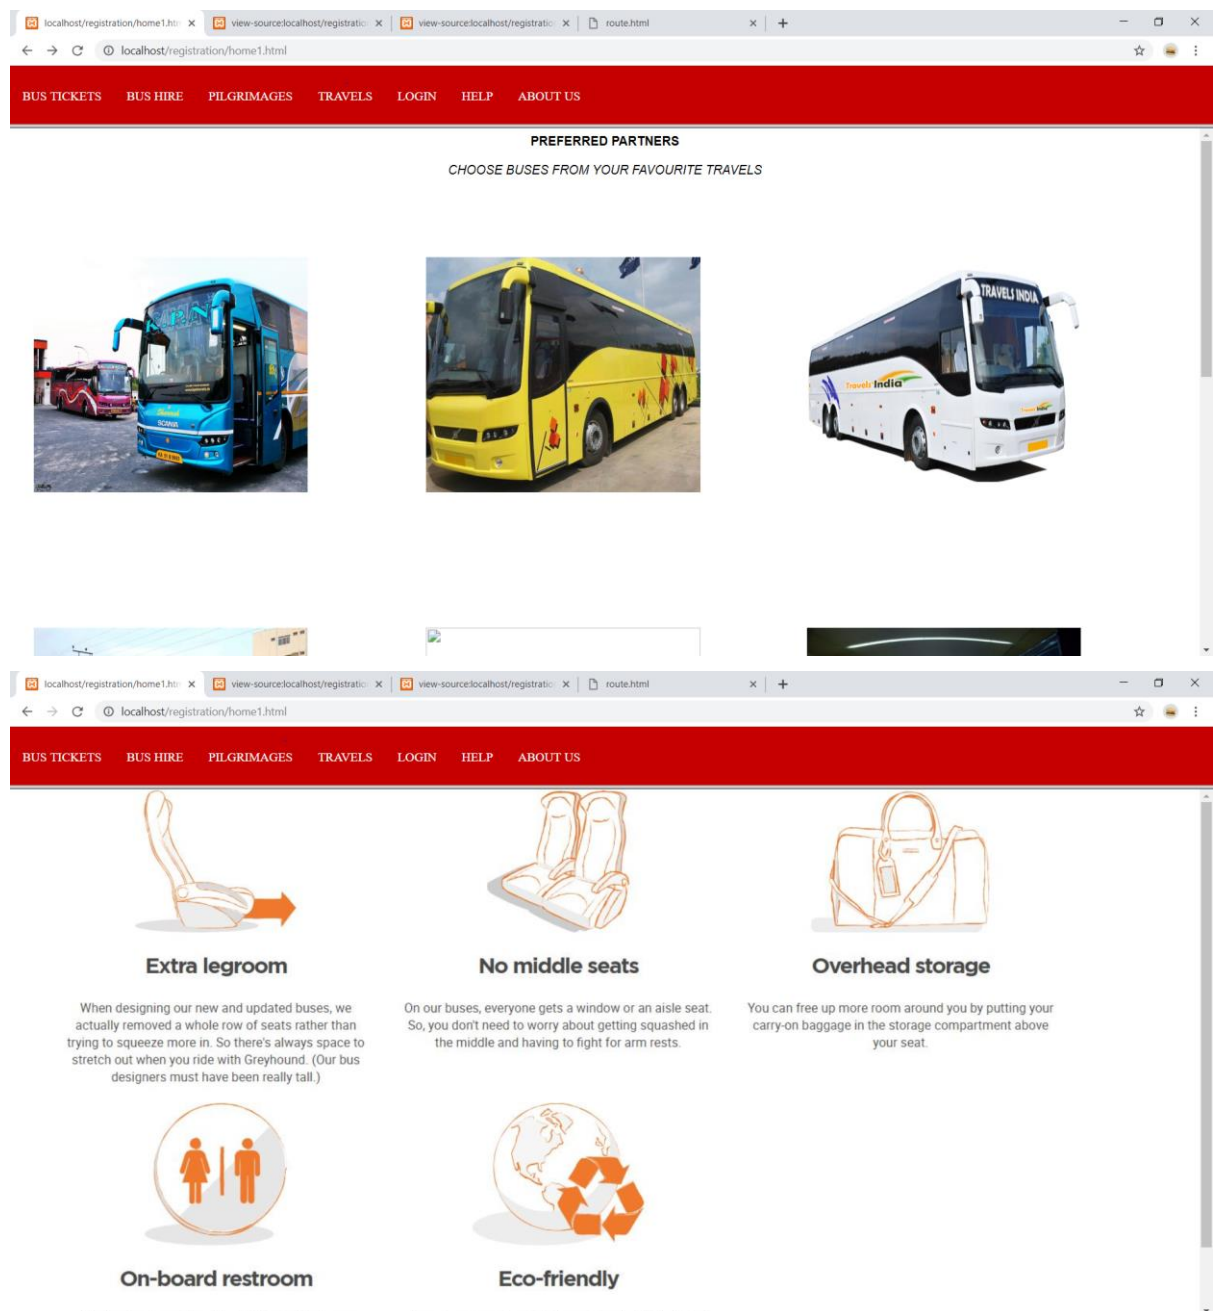 localhost/registration/home1.htm
view-source:localhost/registratio
view-source:localhost/registratio
route.html
localhost/registration/home1.html
BUS TICKETS BUS HIRE PILGRIMAGES TRAVELS LOGIN HELP ABOUT US
PREFERRED PARTNERS
CHOOSE BUSES FROM YOUR FAVOURITE TRAVELS
KPN
SCANIA
TRAVELS INDIA
Travels India
localhost/registration/home1.htm
view-source:localhost/registratio
view-source:localhost/registratio
route.html
localhost/registration/home1.html
BUS TICKETS BUS HIRE PILGRIMAGES TRAVELS LOGIN HELP ABOUT US
Extra legroom
When designing our new and updated buses, we
actually removed a whole row of seats rather than
trying to squeeze more in. So there's always space to
stretch out when you ride with Greyhound. (Our bus
designers must have been really tall.)
No middle seats
On our buses, everyone gets a window or an aisle seat.
So, you don't need to worry about getting squashed in
the middle and having to fight for arm rests.
Overhead storage
You can free up more room around you by putting your
carry-on baggage in the storage compartment above
your seat.
On-board restroom
Eco-friendly